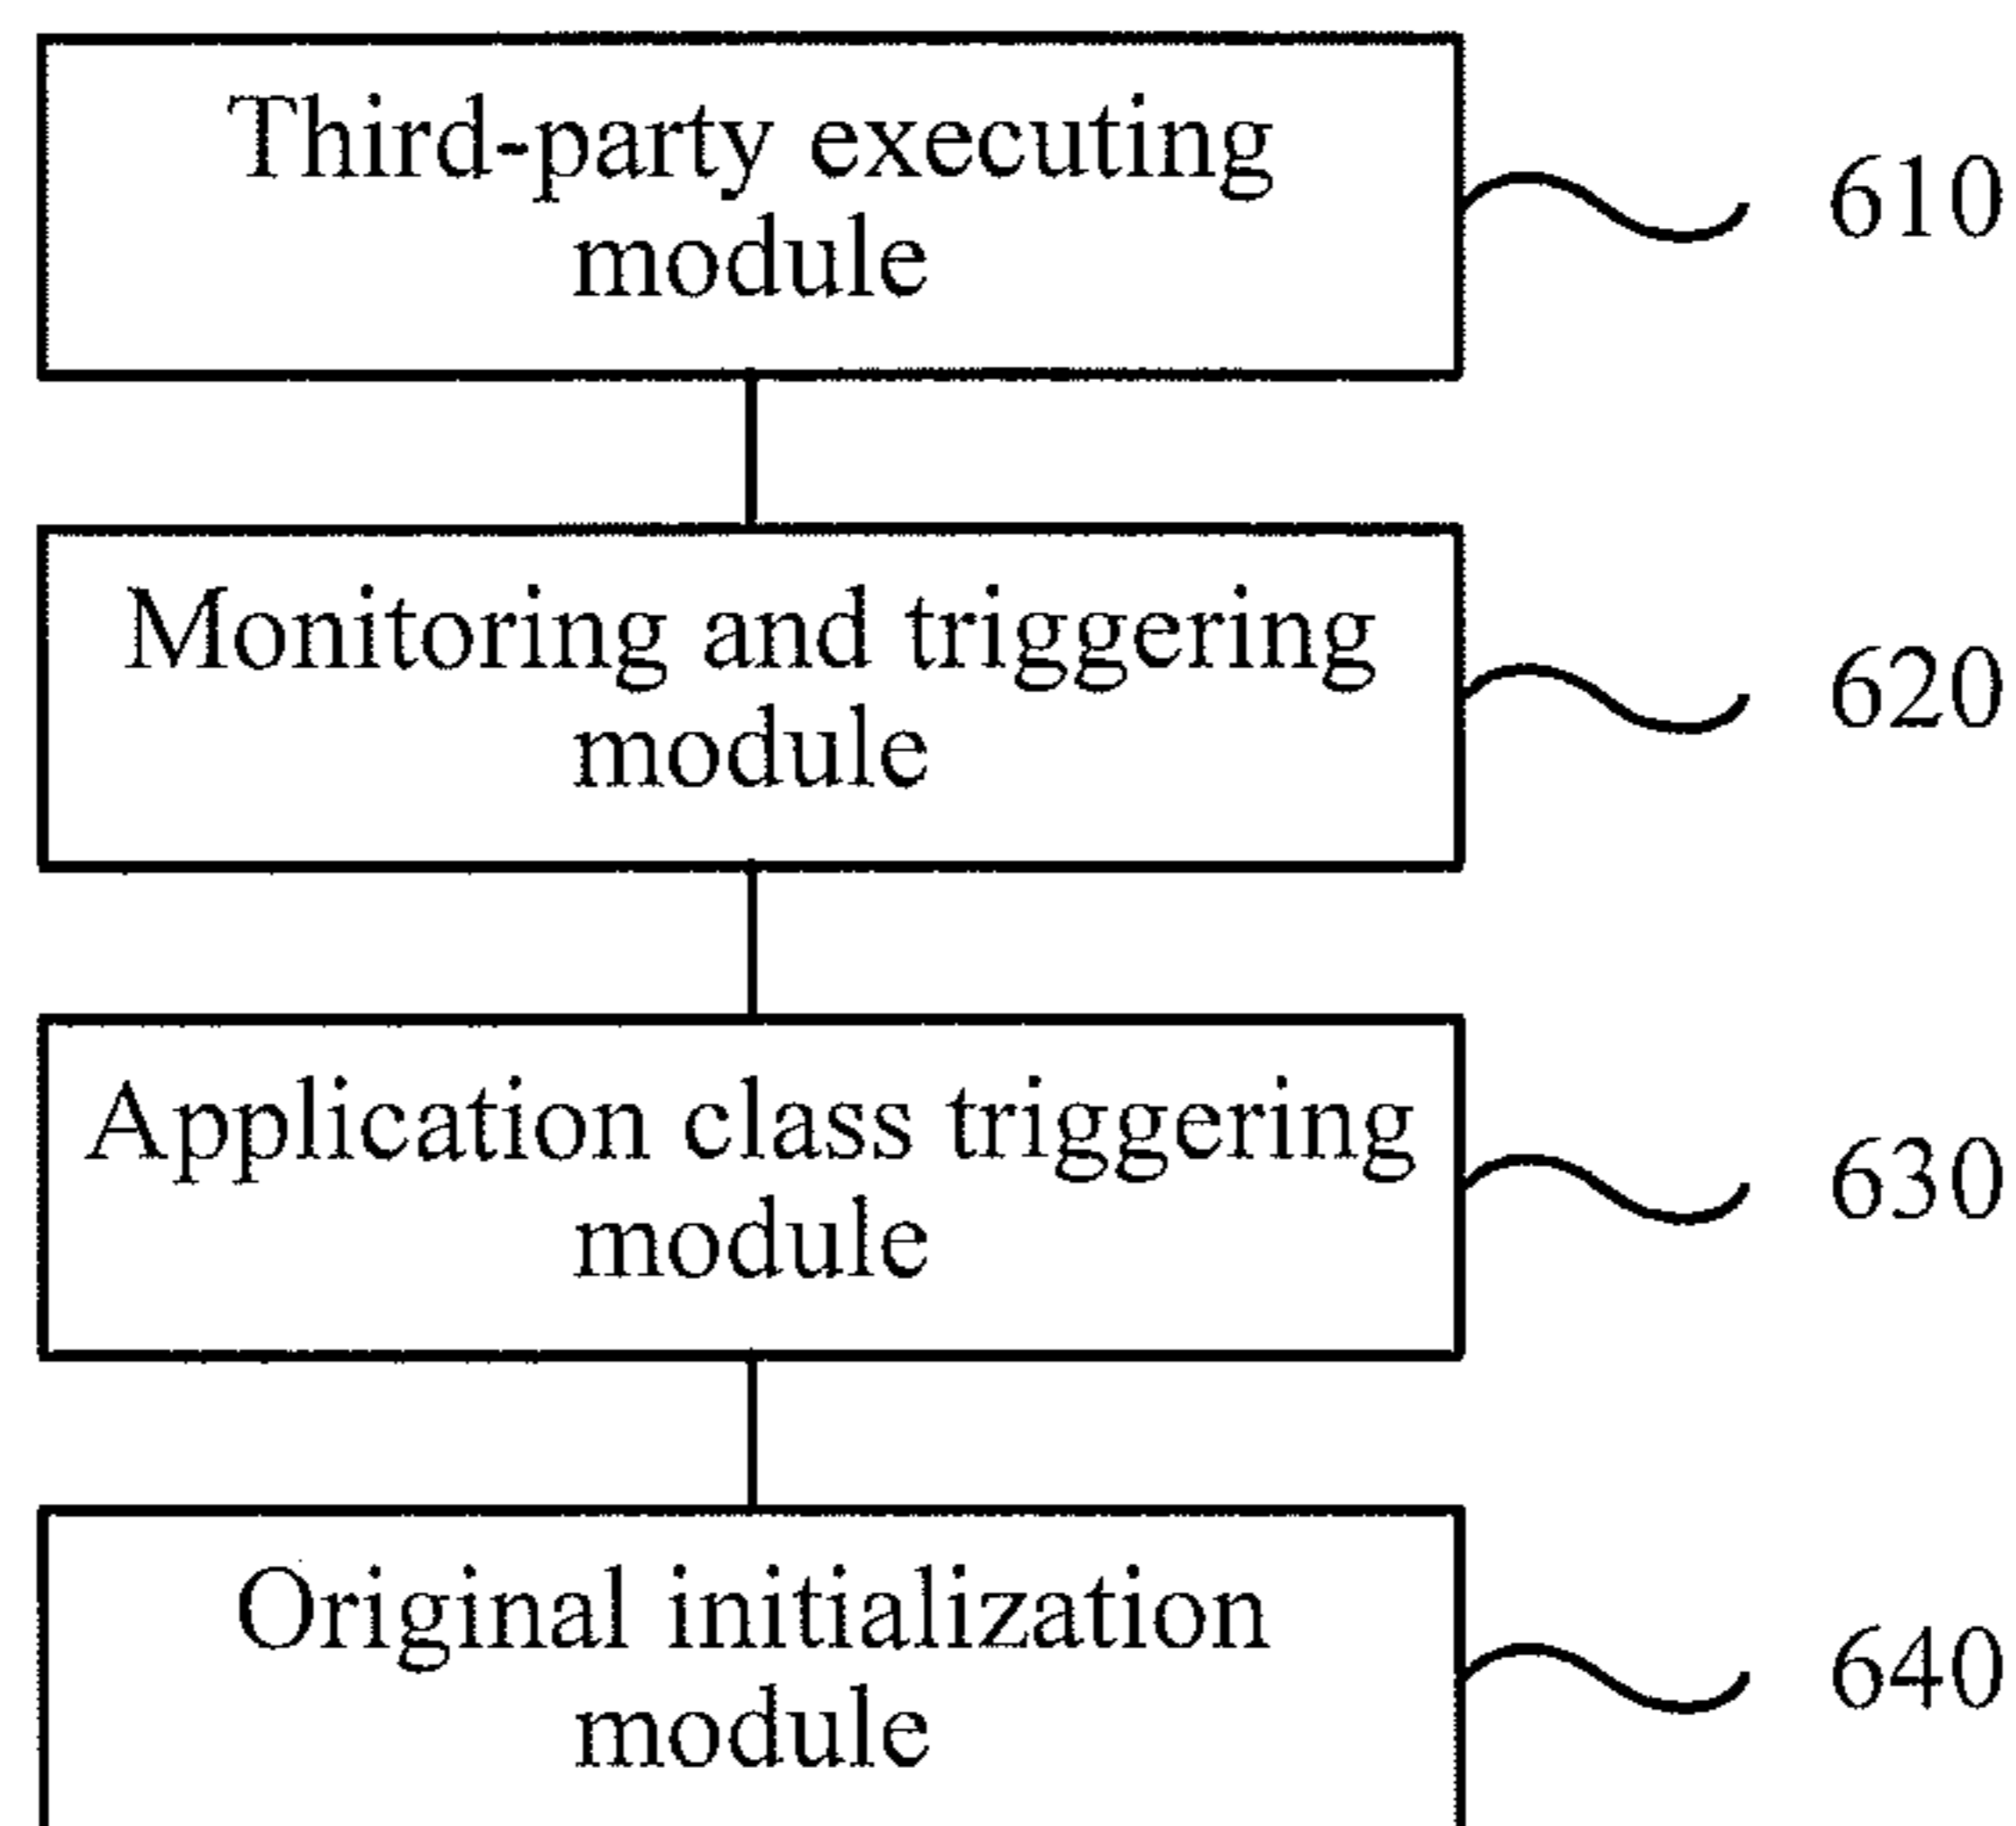 Third-party executing
module
610
Monitoring and triggering
module
620
Application class triggering
module
630
Original initialization
module
640